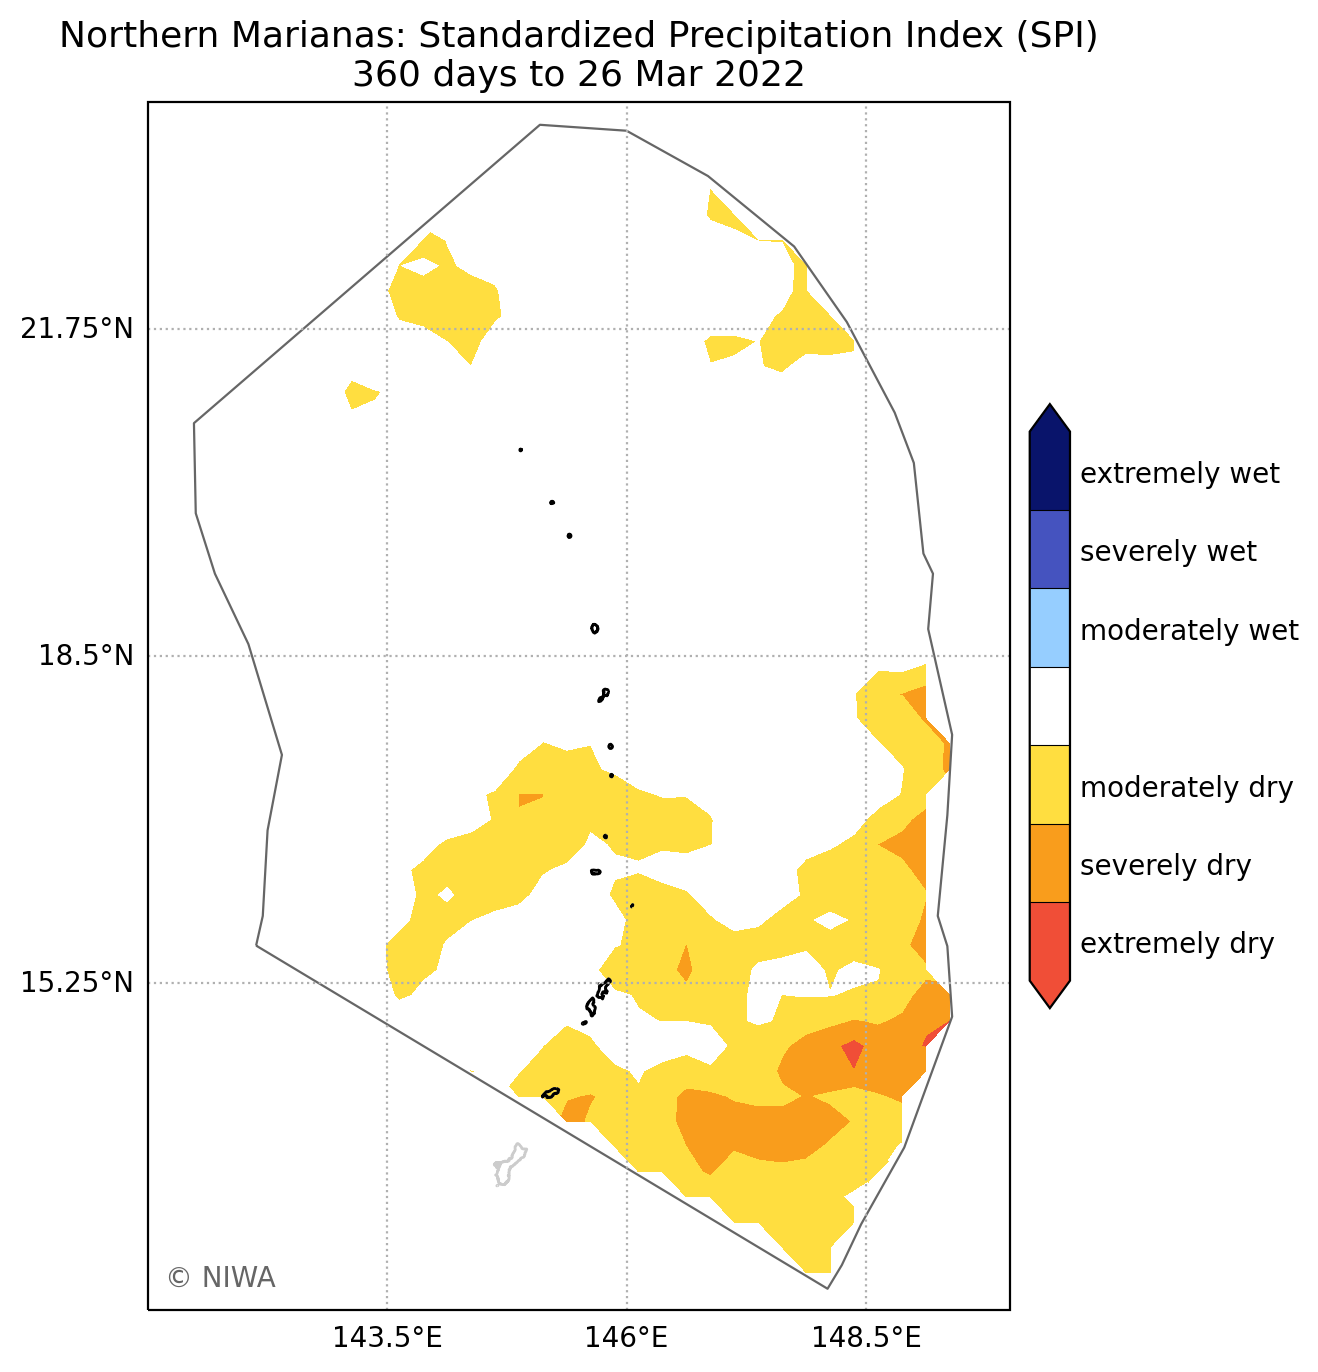 Northern Marianas: Standardized Precipitation Index (SPI)
360 days to 26 Mar 2022
21.75°N
18.5°N
15.25°N
143.5°E
146°E
148.5°E
extremely wet
severely wet
moderately wet
moderately dry
severely dry
extremely dry
© NIWA